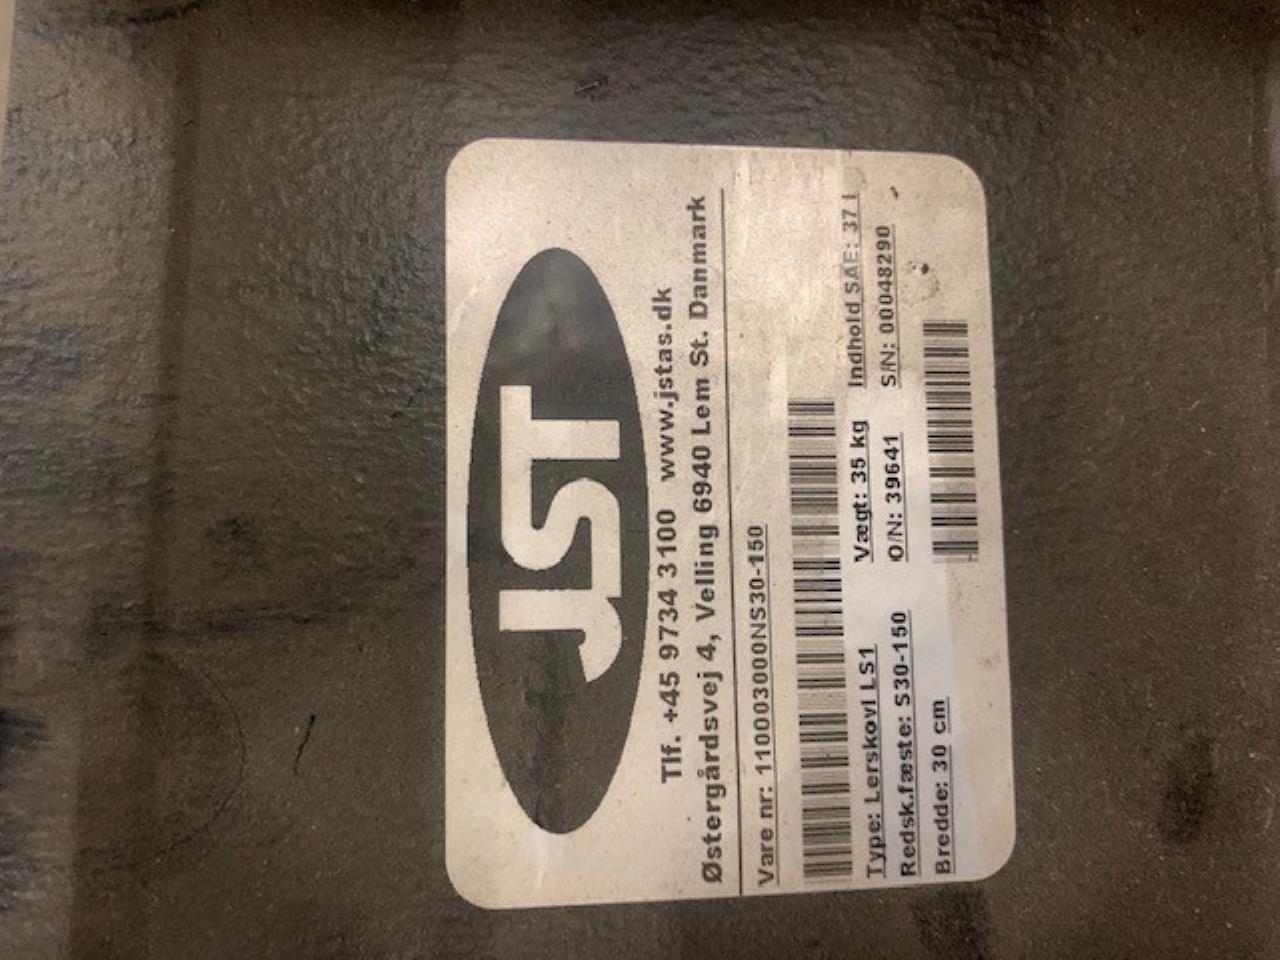 JST
Tlf. +45 9734 3100 www.jstas.dk
Østergårdsvej 4, Velling 6940 Lem St. Danmark
Vare nr: 110003000NS30-150
Type: Lerskovl LS1 Vægt: 35 kg Indhold SAE: 37 l
Redsk.fæste: S30-150 O/N: 39641 S/N: 00048290
Bredde: 30 cm